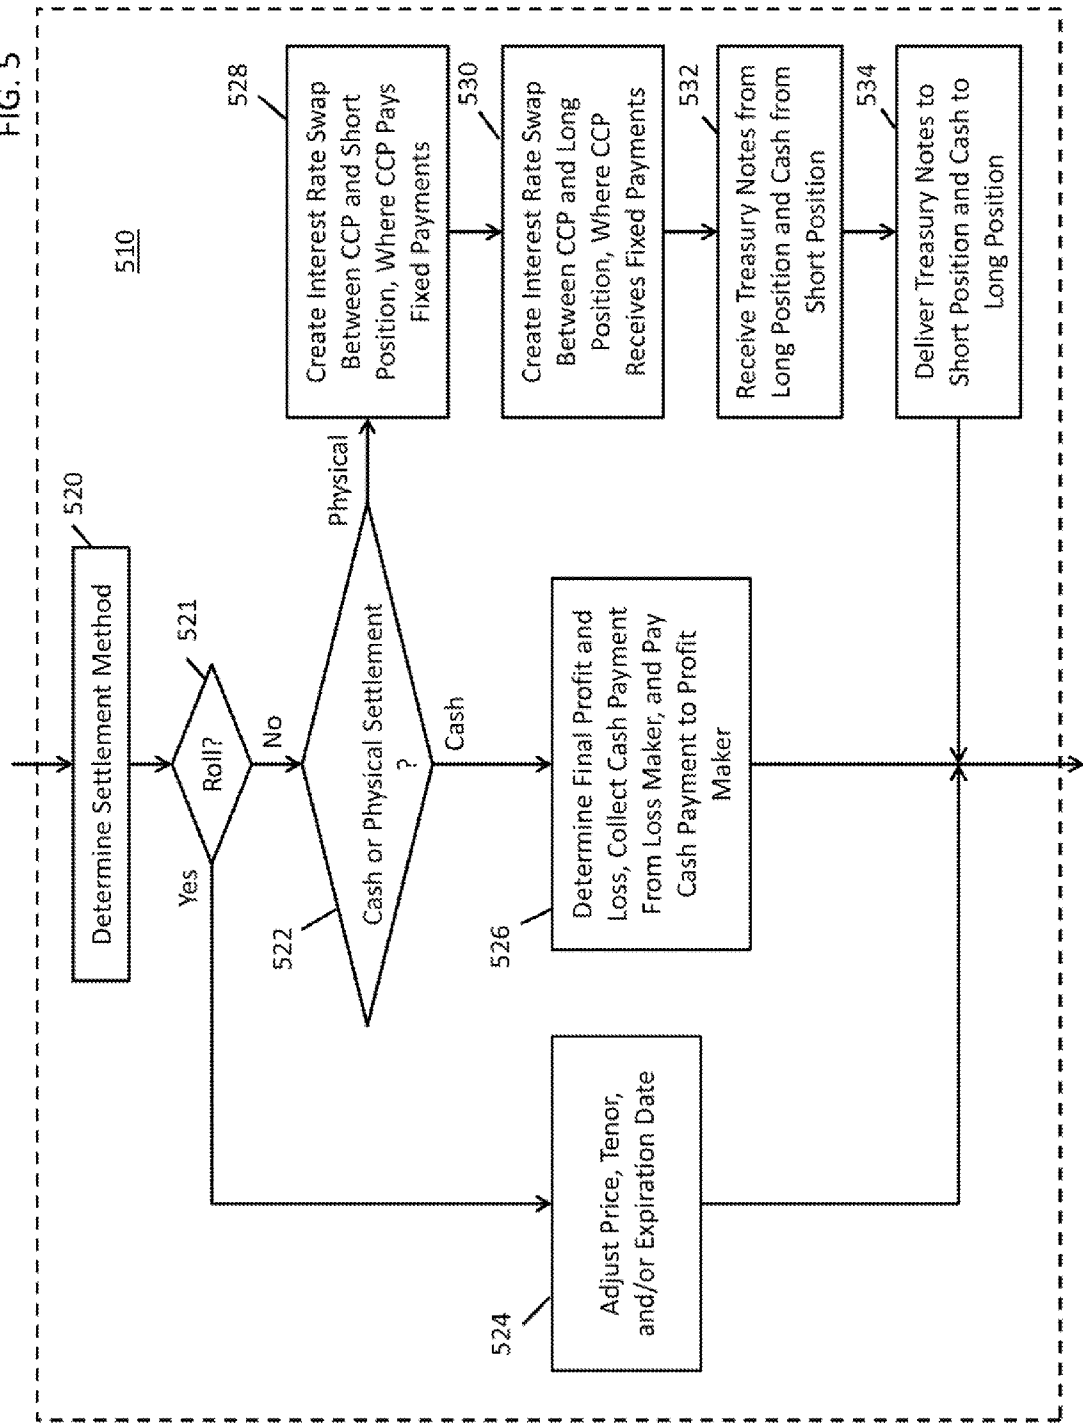 FIG. 5
510
520
Determine Settlement Method
521
Roll?
Yes
No
522
Cash or Physical Settlement
?
Physical
Cash
524
Adjust Price, Tenor,
and/or Expiration Date
526
Determine Final Profit and
Loss, Collect Cash Payment
From Loss Maker, and Pay
Cash Payment to Profit
Maker
528
Create Interest Rate Swap
Between CCP and Short
Position, Where CCP Pays
Fixed Payments
530
Create Interest Rate Swap
Between CCP and Long
Position, Where CCP
Receives Fixed Payments
532
Receive Treasury Notes from
Long Position and Cash from
Short Position
534
Deliver Treasury Notes to
Short Position and Cash to
Long Position